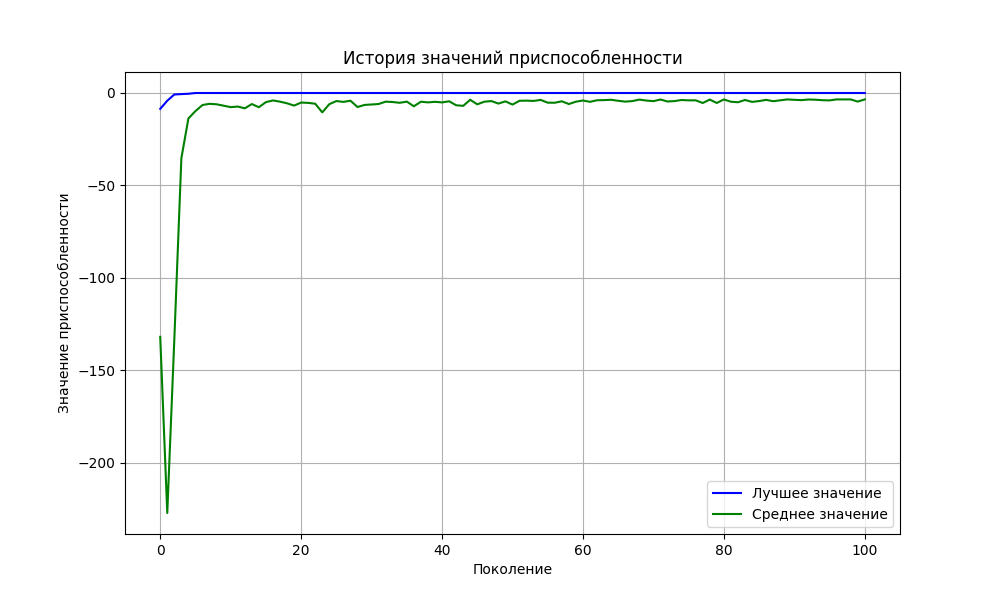 История значений приспособленности
Значение приспособленности
0
−50
−100
−150
−200
0
20
40
60
80
100
Поколение
Лучшее значение
Среднее значение